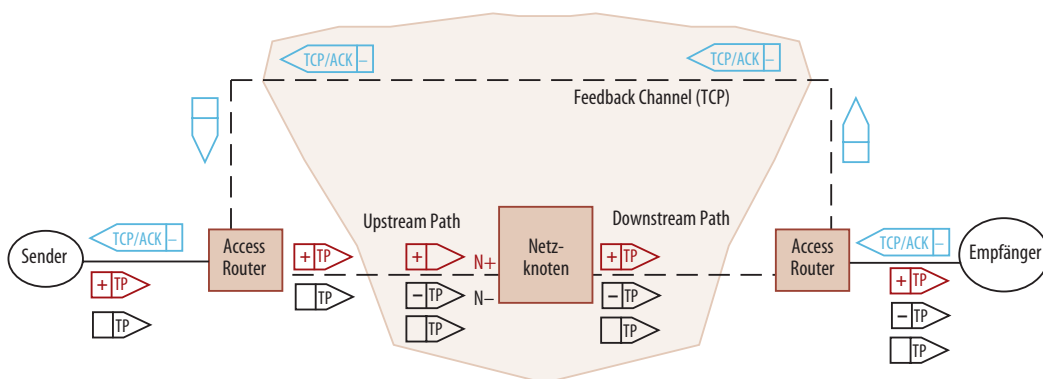 TCP/ACK –
TCP/ACK –
Feedback Channel (TCP)
Upstream Path
Downstream Path
Sender
TCP/ACK –
Access
Router
+ TP
+
N+
Netz-
knoten
+ TP
Access
Router
TCP/ACK –
Empfänger
+ TP
TP
TP
– TP
N–
TP
– TP
TP
+ TP
– TP
TP